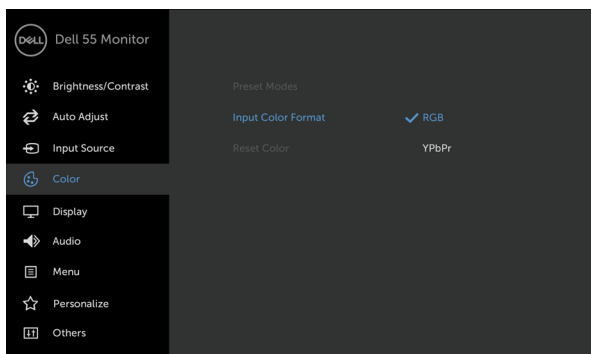 DELL Dell 55 Monitor
Brightness/Contrast Preset Modes
Auto Adjust Input Color Format RGB
Input Source Reset Color YPbPr
Color
Display
Audio
Menu
Personalize
Others